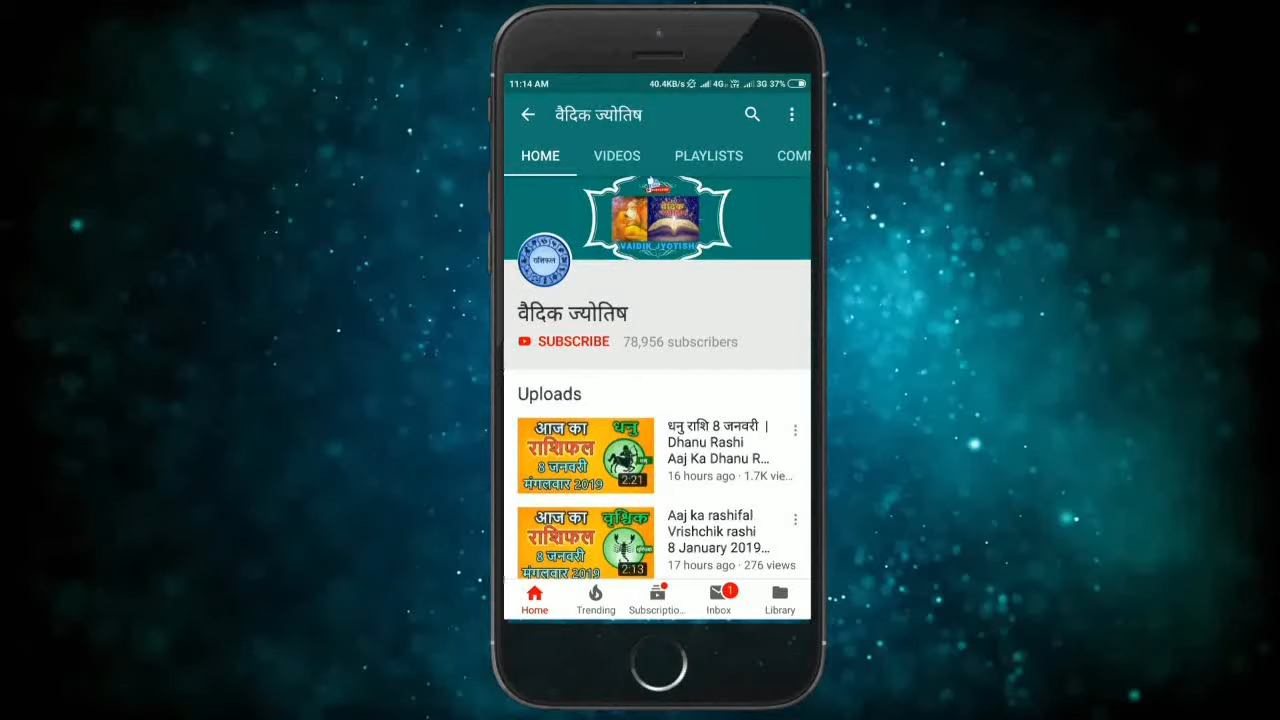 11:14 AM
40.4KB/s 4G 3G 37%
वैदिक ज्योतिष
HOME VIDEOS PLAYLISTS COMM
वैदिक
VAIDIK JYOTISH
राशिफल
वैदिक ज्योतिष
SUBSCRIBE 78,956 subscribers
Uploads
आज का धनु
राशिफल
8 जनवरी
मंगलवार 2019
2:21
धनु राशि 8 जनवरी |
Dhanu Rashi
Aaj Ka Dhanu R...
16 hours ago · 1.7K vie...
आज का वृश्चिक
राशिफल
8 जनवरी
मंगलवार 2019
2:13
Aaj ka rashifal
Vrishchik rashi
8 January 2019...
17 hours ago · 276 views
Home Trending Subscriptio... Inbox 1 Library